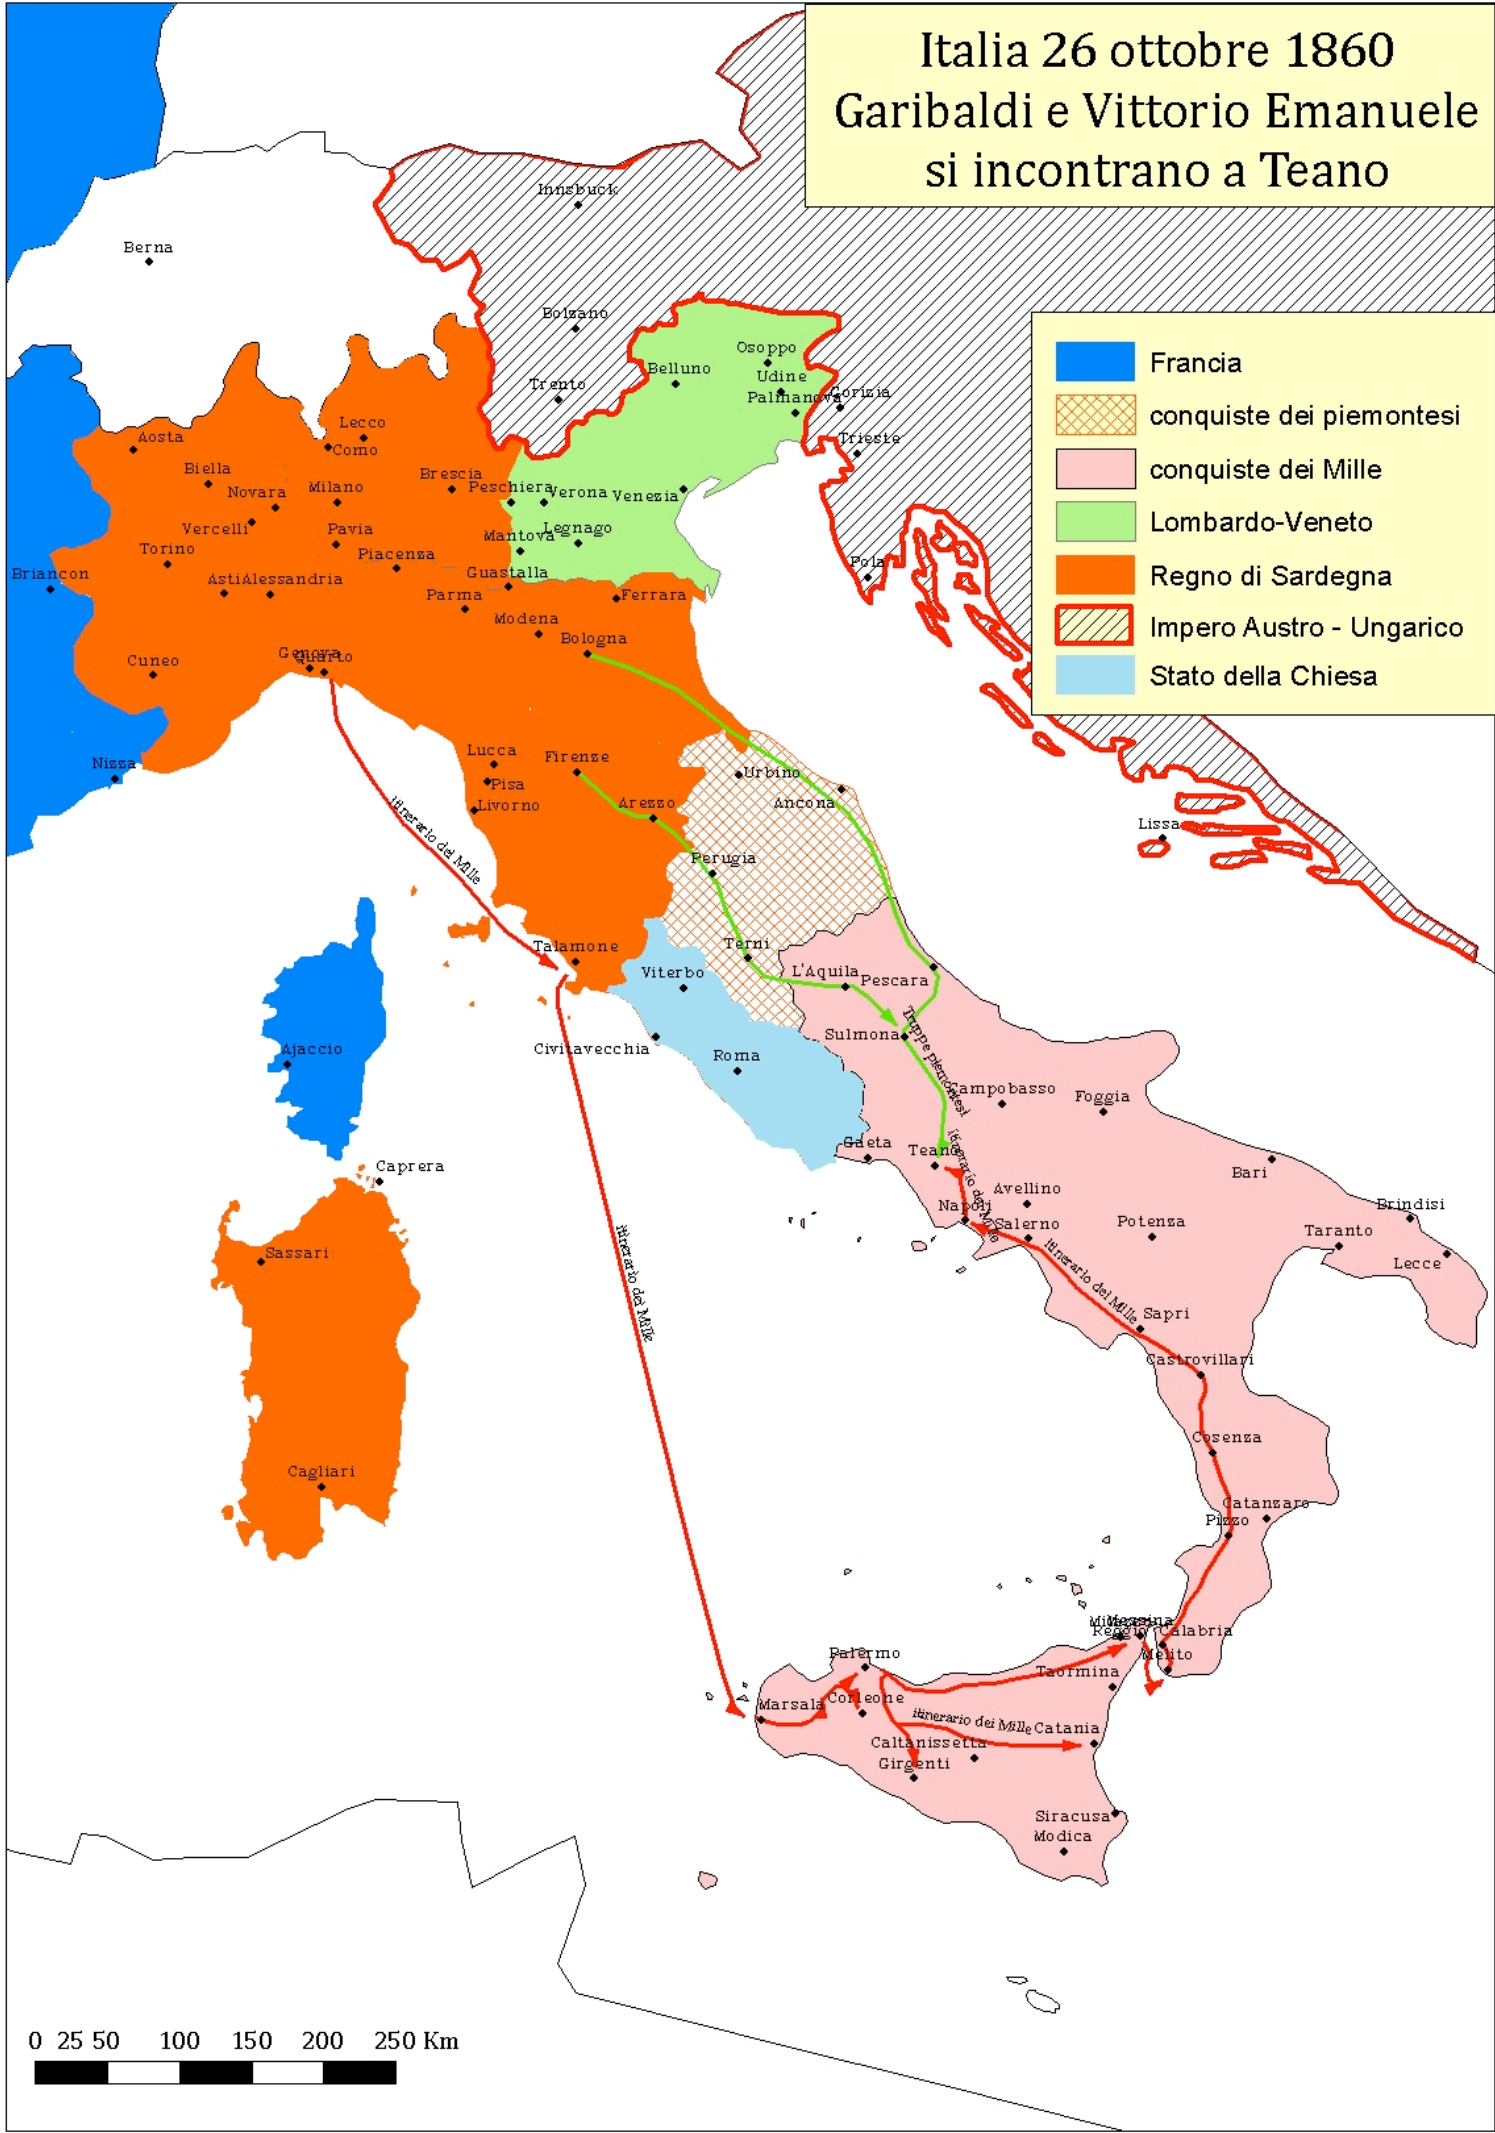 Italia 26 ottobre 1860
Garibaldi e Vittorio Emanuele
si incontrano a Teano
Innsbuck
Berna
Bolzano
Trento
Belluno
Osoppo
Udine
Palmanova
Gorizia
Trieste
Francia
conquiste dei piemontesi
conquiste dei Mille
Lombardo-Veneto
Regno di Sardegna
Impero Austro - Ungarico
Stato della Chiesa
Aosta
Lecco
Como
Biella
Novara
Milano
Brescia
Peschiera
Verona
Venezia
Vercelli
Pavia
Mantova
Legnago
Torino
Piacenza
Pola
Briancon
Asti
Alessandria
Guastalla
Parma
Ferrara
Modena
Bologna
Cuneo
Genova
Quarto
Nizza
Lucca
Firenze
Pisa
Livorno
Arezzo
Urbino
Ancona
Lissa
itinerario dei Mille
Perugia
Talamone
Terni
Viterbo
L'Aquila
Pescara
Civitavecchia
Roma
Sulmona
Truppe piemontesi
Ajaccio
Campobasso
Foggia
Caprera
Gaeta
Teano
itinerario dei Mille
Bari
Avellino
Napoli
Salerno
Potenza
Brindisi
Taranto
Lecce
Sassari
itinerario dei Mille
itinerario dei Mille
Sapri
Castrovillari
Cosenza
Cagliari
Catanzaro
Pizzo
Messina
Reggio Calabria
Melito
Palermo
Taormina
Marsala
Corleone
itinerario dei Mille
Catania
Caltanissetta
Girgenti
Siracusa
Modica
0 25 50 100 150 200 250 Km